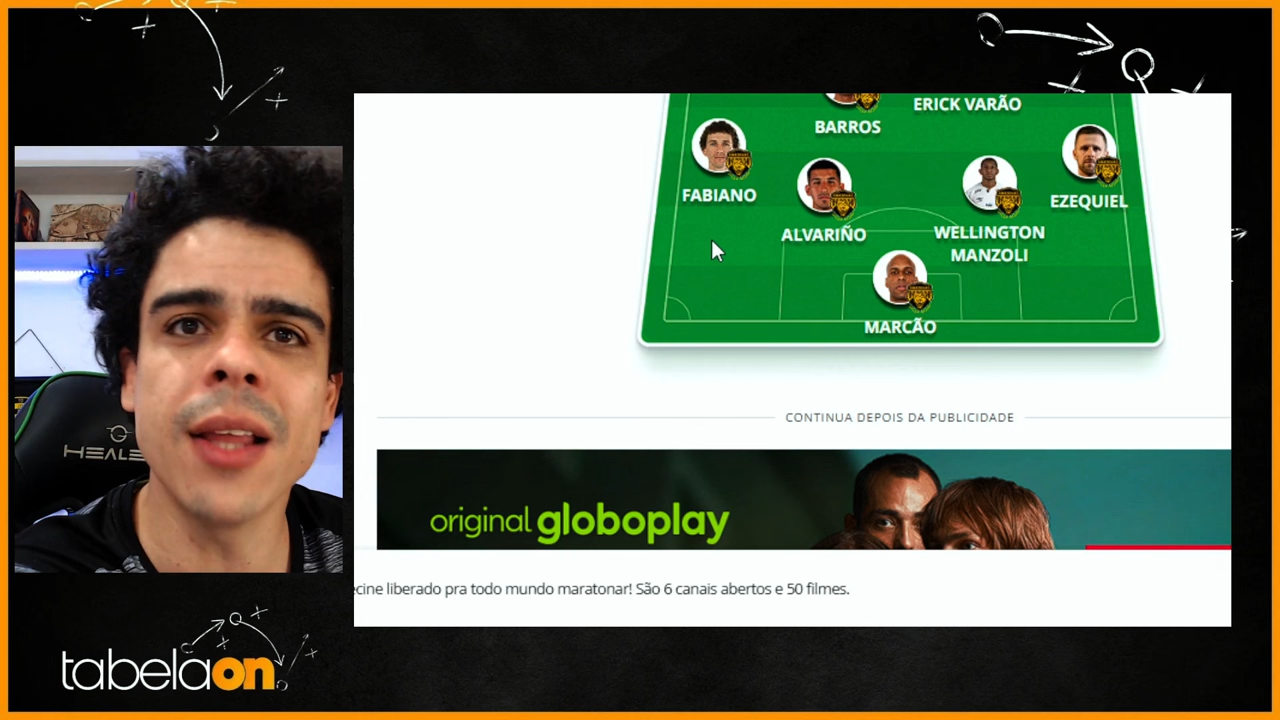 ERICK VARÃO
BARROS
FABIANO
EZEQUIEL
ALVARIÑO
WELLINGTON
MANZOLI
MARCÃO
CONTINUA DEPOIS DA PUBLICIDADE
original globoplay
ecine liberado pra todo mundo maratonar! São 6 canais abertos e 50 filmes.
HEALE
tabelaon